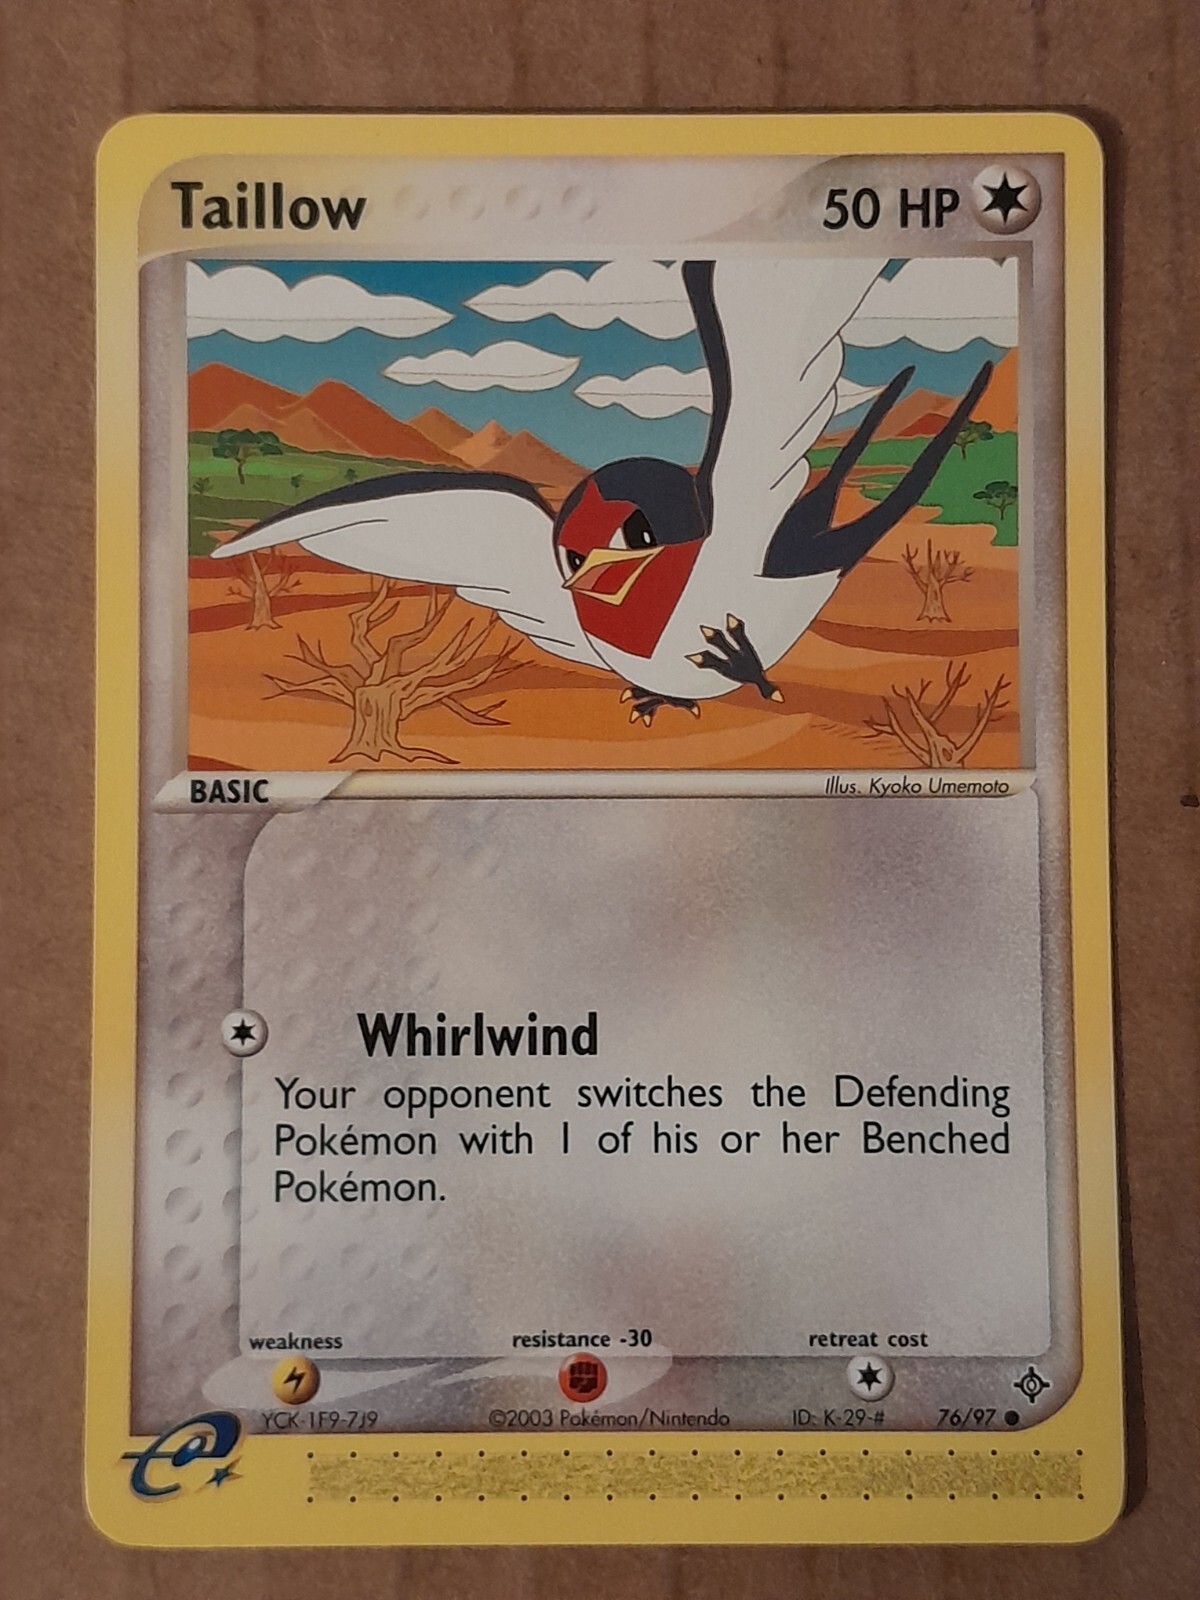 Taillow 50 HP
BASIC Illus. Kyoko Umemoto
Whirlwind
Your opponent switches the Defending
Pokémon with 1 of his or her Benched
Pokémon.
weakness resistance -30 retreat cost
YCK-1F9-7J9 ©2003 Pokémon/Nintendo ID: K-29-# 76/97
e